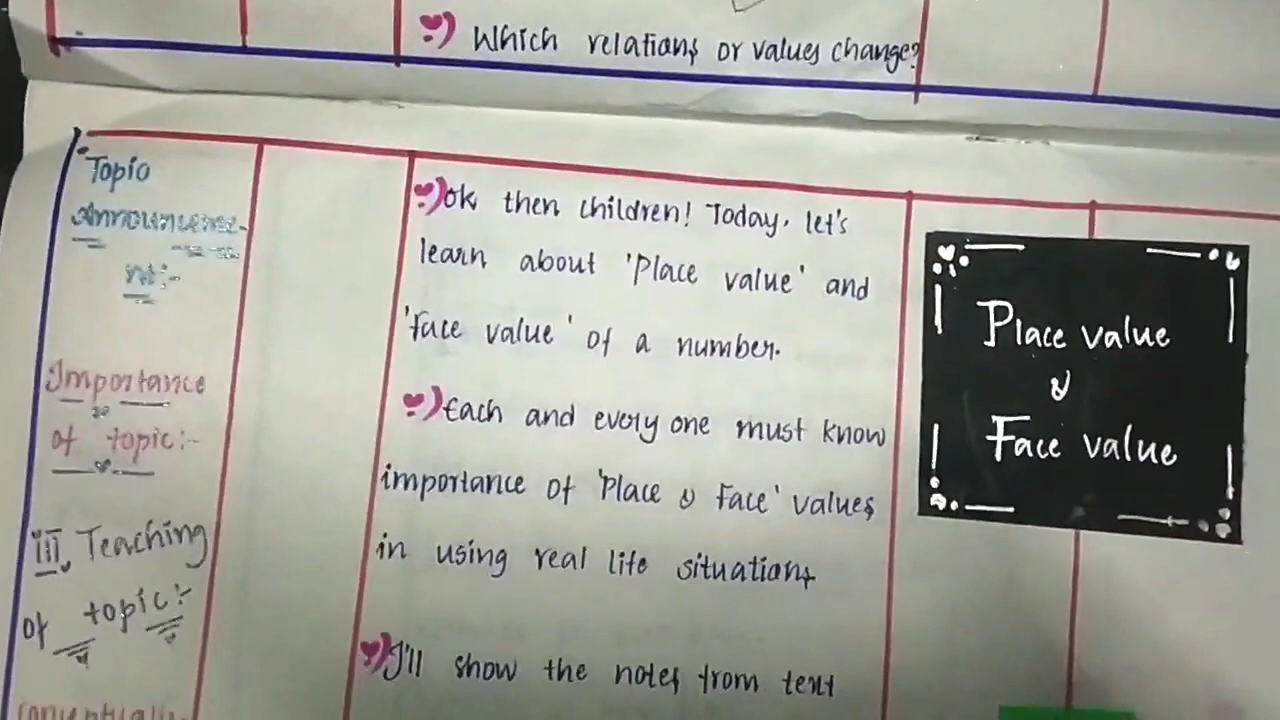 Which relations or values change?
Topic
Announceme-
nt:-
Importance
of topic:-
III, Teaching
of topic:-
ok then children! Today, let's
learn about 'Place value' and
'face value' of a number.
Each and every one must know
importance of 'Place & Face' values
in using real life situations
I'll show the notes from text
Place value
&
Face value